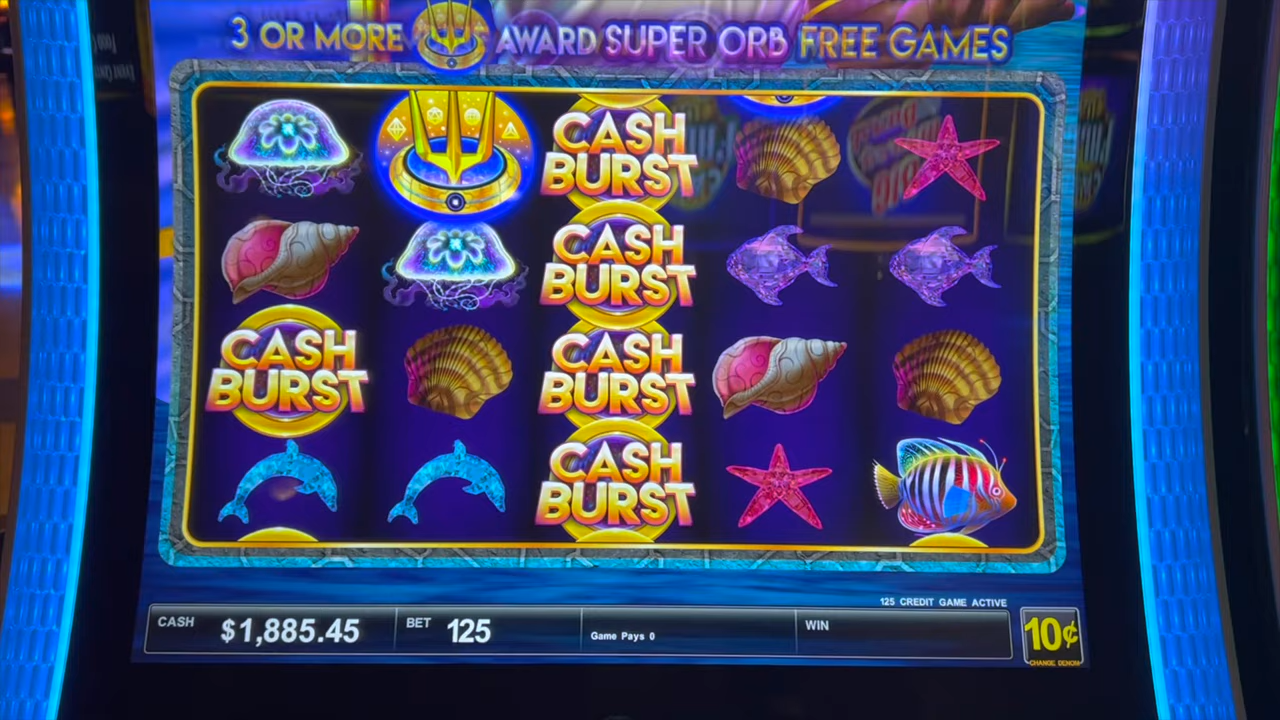 3 OR MORE AWARD SUPER ORB FREE GAMES
CASH
BURST
CASH
BURST
CASH
BURST
CASH
BURST
CASH
BURST
125 CREDIT GAME ACTIVE
CASH $1,885.45 BET 125 Game Pays 0 WIN 10¢
CHANGE DENOM